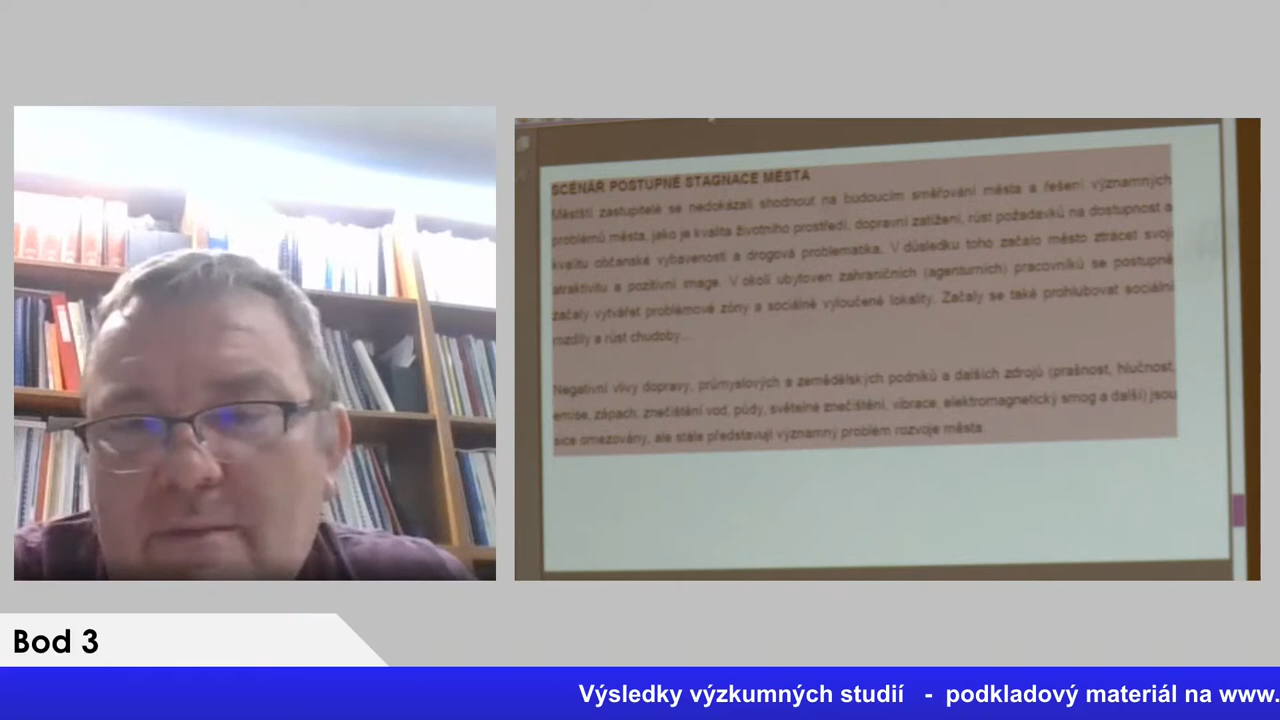 SCÉNÁŘ POSTUPNÉ STAGNACE MĚSTA
Městští zastupitelé se nedokázali shodnout na budoucím směřování města a řešení významných
problémů města, jako je kvalita životního prostředí, dopravní zatížení, růst požadavků na dostupnost a
kvalitu občanské vybavenosti a drogová problematika. V důsledku toho začalo město ztrácet svoji
atraktivitu a pozitivní image. V okolí ubytoven zahraničních (agenturních) pracovníků se postupně
začaly vytvářet problémové zóny a sociálně vyloučené lokality. Začaly se také prohlubovat sociální
rozdíly a růst chudoby...
Negativní vlivy dopravy, průmyslových a zemědělských podniků a dalších zdrojů (prašnost, hlučnost,
emise, zápach, znečištění vod, půdy, světelné znečištění, vibrace, elektromagnetický smog a další) jsou
sice omezovány, ale stále představují významný problém rozvoje města.
Bod 3
Výsledky výzkumných studií - podkladový materiál na www.